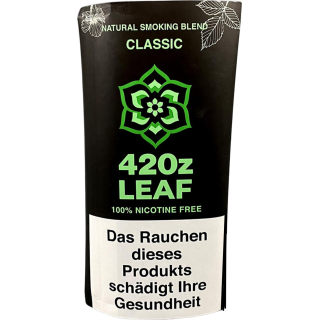 NATURAL SMOKING BLEND
CLASSIC
420z
LEAF
100% NICOTINE FREE
Das Rauchen
dieses
Produkts
schädigt Ihre
Gesundheit